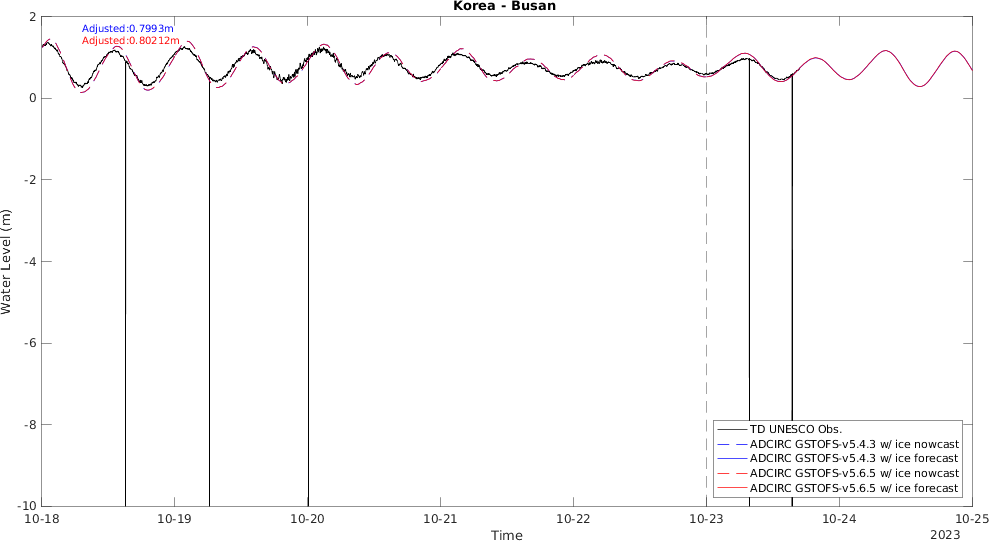 Korea - Busan
Adjusted:0.7993m
Adjusted:0.80212m
2
0
-2
-4
-6
-8
-10
Water Level (m)
10-18
10-19
10-20
10-21
10-22
10-23
10-24
10-25
Time
2023
TD UNESCO Obs.
ADCIRC GSTOFS-v5.4.3 w/ ice nowcast
ADCIRC GSTOFS-v5.4.3 w/ ice forecast
ADCIRC GSTOFS-v5.6.5 w/ ice nowcast
ADCIRC GSTOFS-v5.6.5 w/ ice forecast